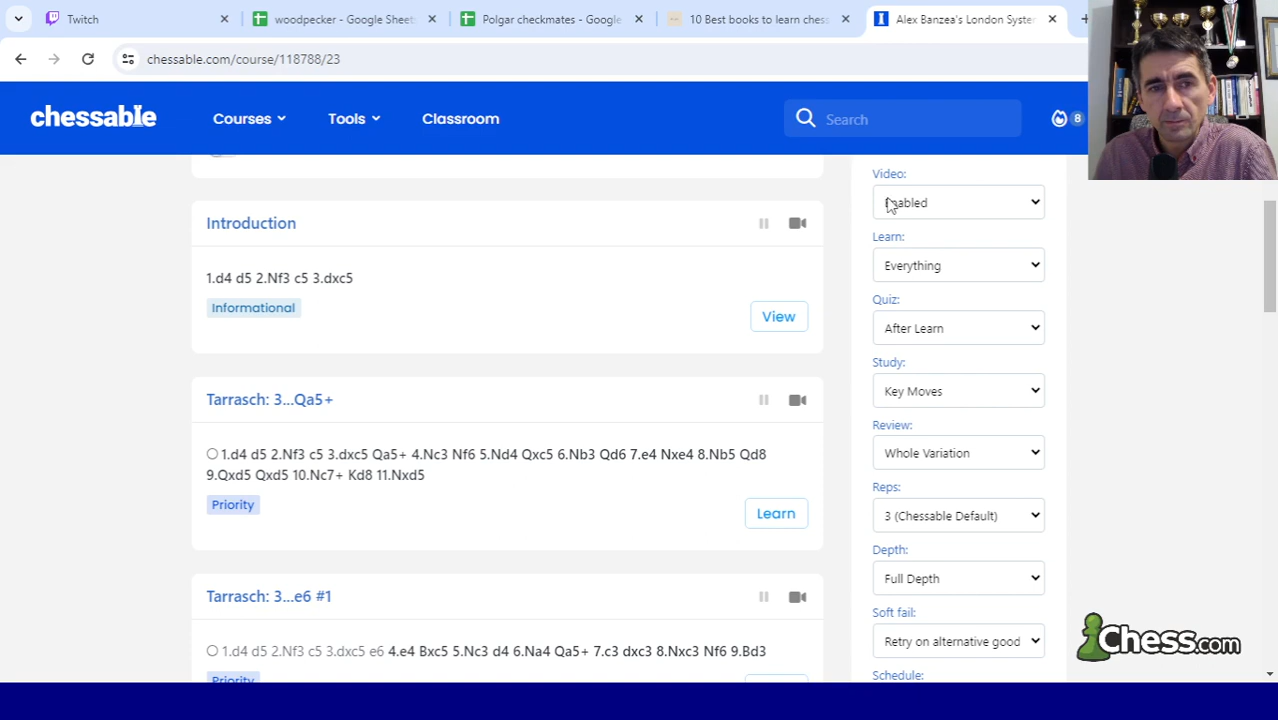 Twitch
woodpecker - Google Sheets
Polgar checkmates - Google
10 Best books to learn chess
Alex Banzea's London System
chessable.com/course/118788/23
chessable
Courses
Tools
Classroom
Search
8
Introduction
1.d4 d5 2.Nf3 c5 3.dxc5
Informational
View
Tarrasch: 3...Qa5+
1.d4 d5 2.Nf3 c5 3.dxc5 Qa5+ 4.Nc3 Nf6 5.Nd4 Qxc5 6.Nb3 Qd6 7.e4 Nxe4 8.Nb5 Qd8
9.Qxd5 Qxd5 10.Nc7+ Kd8 11.Nxd5
Priority
Learn
Tarrasch: 3...e6 #1
1.d4 d5 2.Nf3 c5 3.dxc5 e6 4.e4 Bxc5 5.Nc3 d4 6.Na4 Qa5+ 7.c3 dxc3 8.Nxc3 Nf6 9.Bd3
Priority
Video:
Enabled
Learn:
Everything
Quiz:
After Learn
Study:
Key Moves
Review:
Whole Variation
Reps:
3 (Chessable Default)
Depth:
Full Depth
Soft fail:
Retry on alternative good
Schedule:
Chess.com